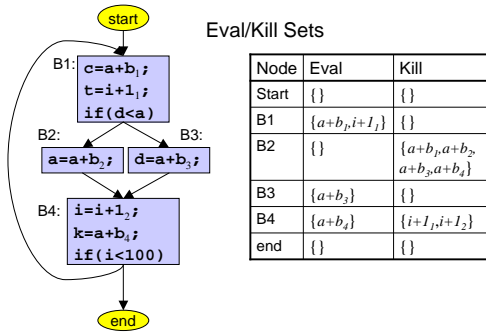 start
Eval/Kill Sets
B1:
c=a+b₁;
t=i+1₁;
if(d<a)
B2:
B3:
a=a+b₂;
d=a+b₃;
B4:
i=i+1₂;
k=a+b₄;
if(i<100)
end
Node Eval Kill
Start {} {}
B1 {a+b₁,i+1₁} {}
B2 {} {a+b₁,a+b₂,
a+b₃,a+b₄}
B3 {a+b₃} {}
B4 {a+b₄} {i+1₁,i+1₂}
end {} {}